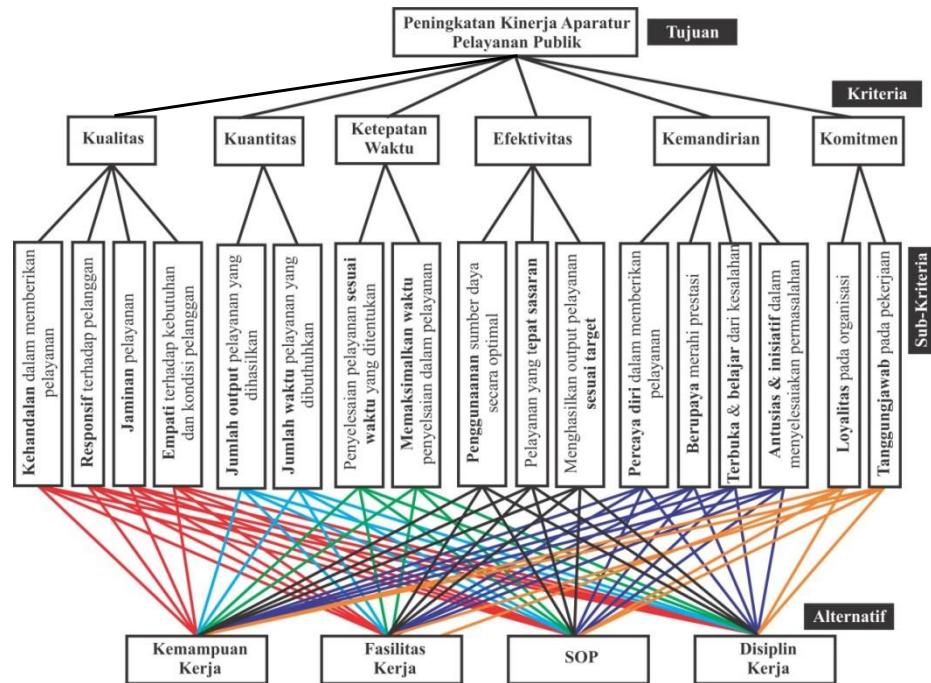 Peningkatan Kinerja Aparatur
Pelayanan Publik
Tujuan
Kriteria
Kualitas
Kuantitas
Ketepatan
Waktu
Efektivitas
Kemandirian
Komitmen
Kehandalan dalam memberikan
pelayanan
Responsif terhadap pelanggan
Jaminan pelayanan
Empati terhadap kebutuhan
dan kondisi pelanggan
Jumlah output pelayanan yang
dihasilkan
Jumlah waktu pelayanan yang
dibutuhkan
Penyelesaian pelayanan sesuai
waktu yang ditentukan
Memaksimalkan waktu
penyelsaian dalam pelayanan
Penggunaan sumber daya
secara optimal
Pelayanan yang tepat sasaran
Menghasilkan output pelayanan
sesuai target
Percaya diri dalam memberikan
pelayanan
Berupaya merahi prestasi
Terbuka & belajar dari kesalahan
Antusias & inisiatif dalam
menyelesaiakan permasalahan
Loyalitas pada organisasi
Tanggungjawab pada pekerjaan
Sub-Kriteria
Alternatif
Kemampuan
Kerja
Fasilitas
Kerja
SOP
Disiplin
Kerja